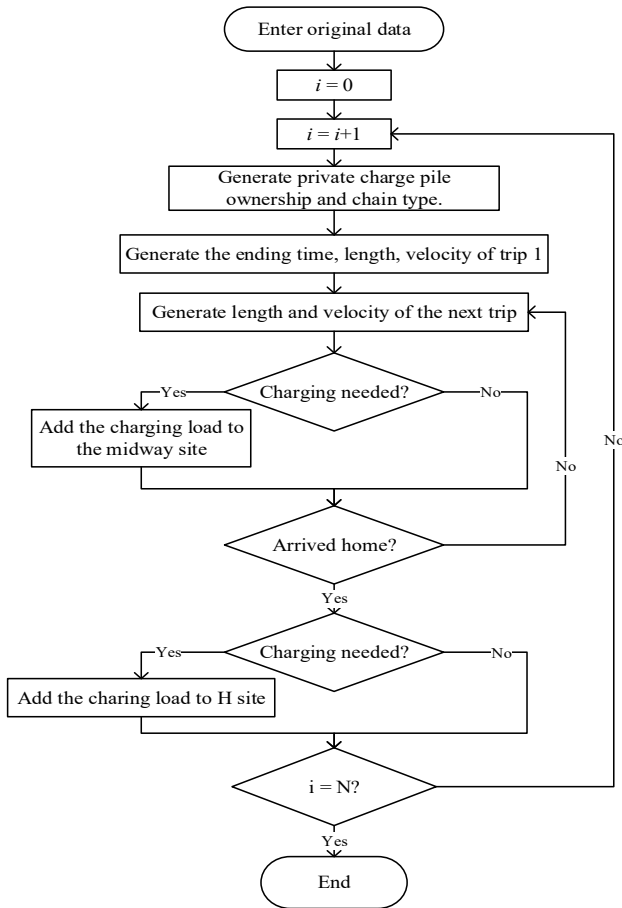 Enter original data
i = 0
i = i+1
Generate private charge pile
ownership and chain type.
Generate the ending time, length, velocity of trip 1
Generate length and velocity of the next trip
Charging needed?
Yes
No
Add the charging load to
the midway site
No
No
Arrived home?
Yes
Charging needed?
Yes
No
Add the charing load to H site
i = N?
Yes
End